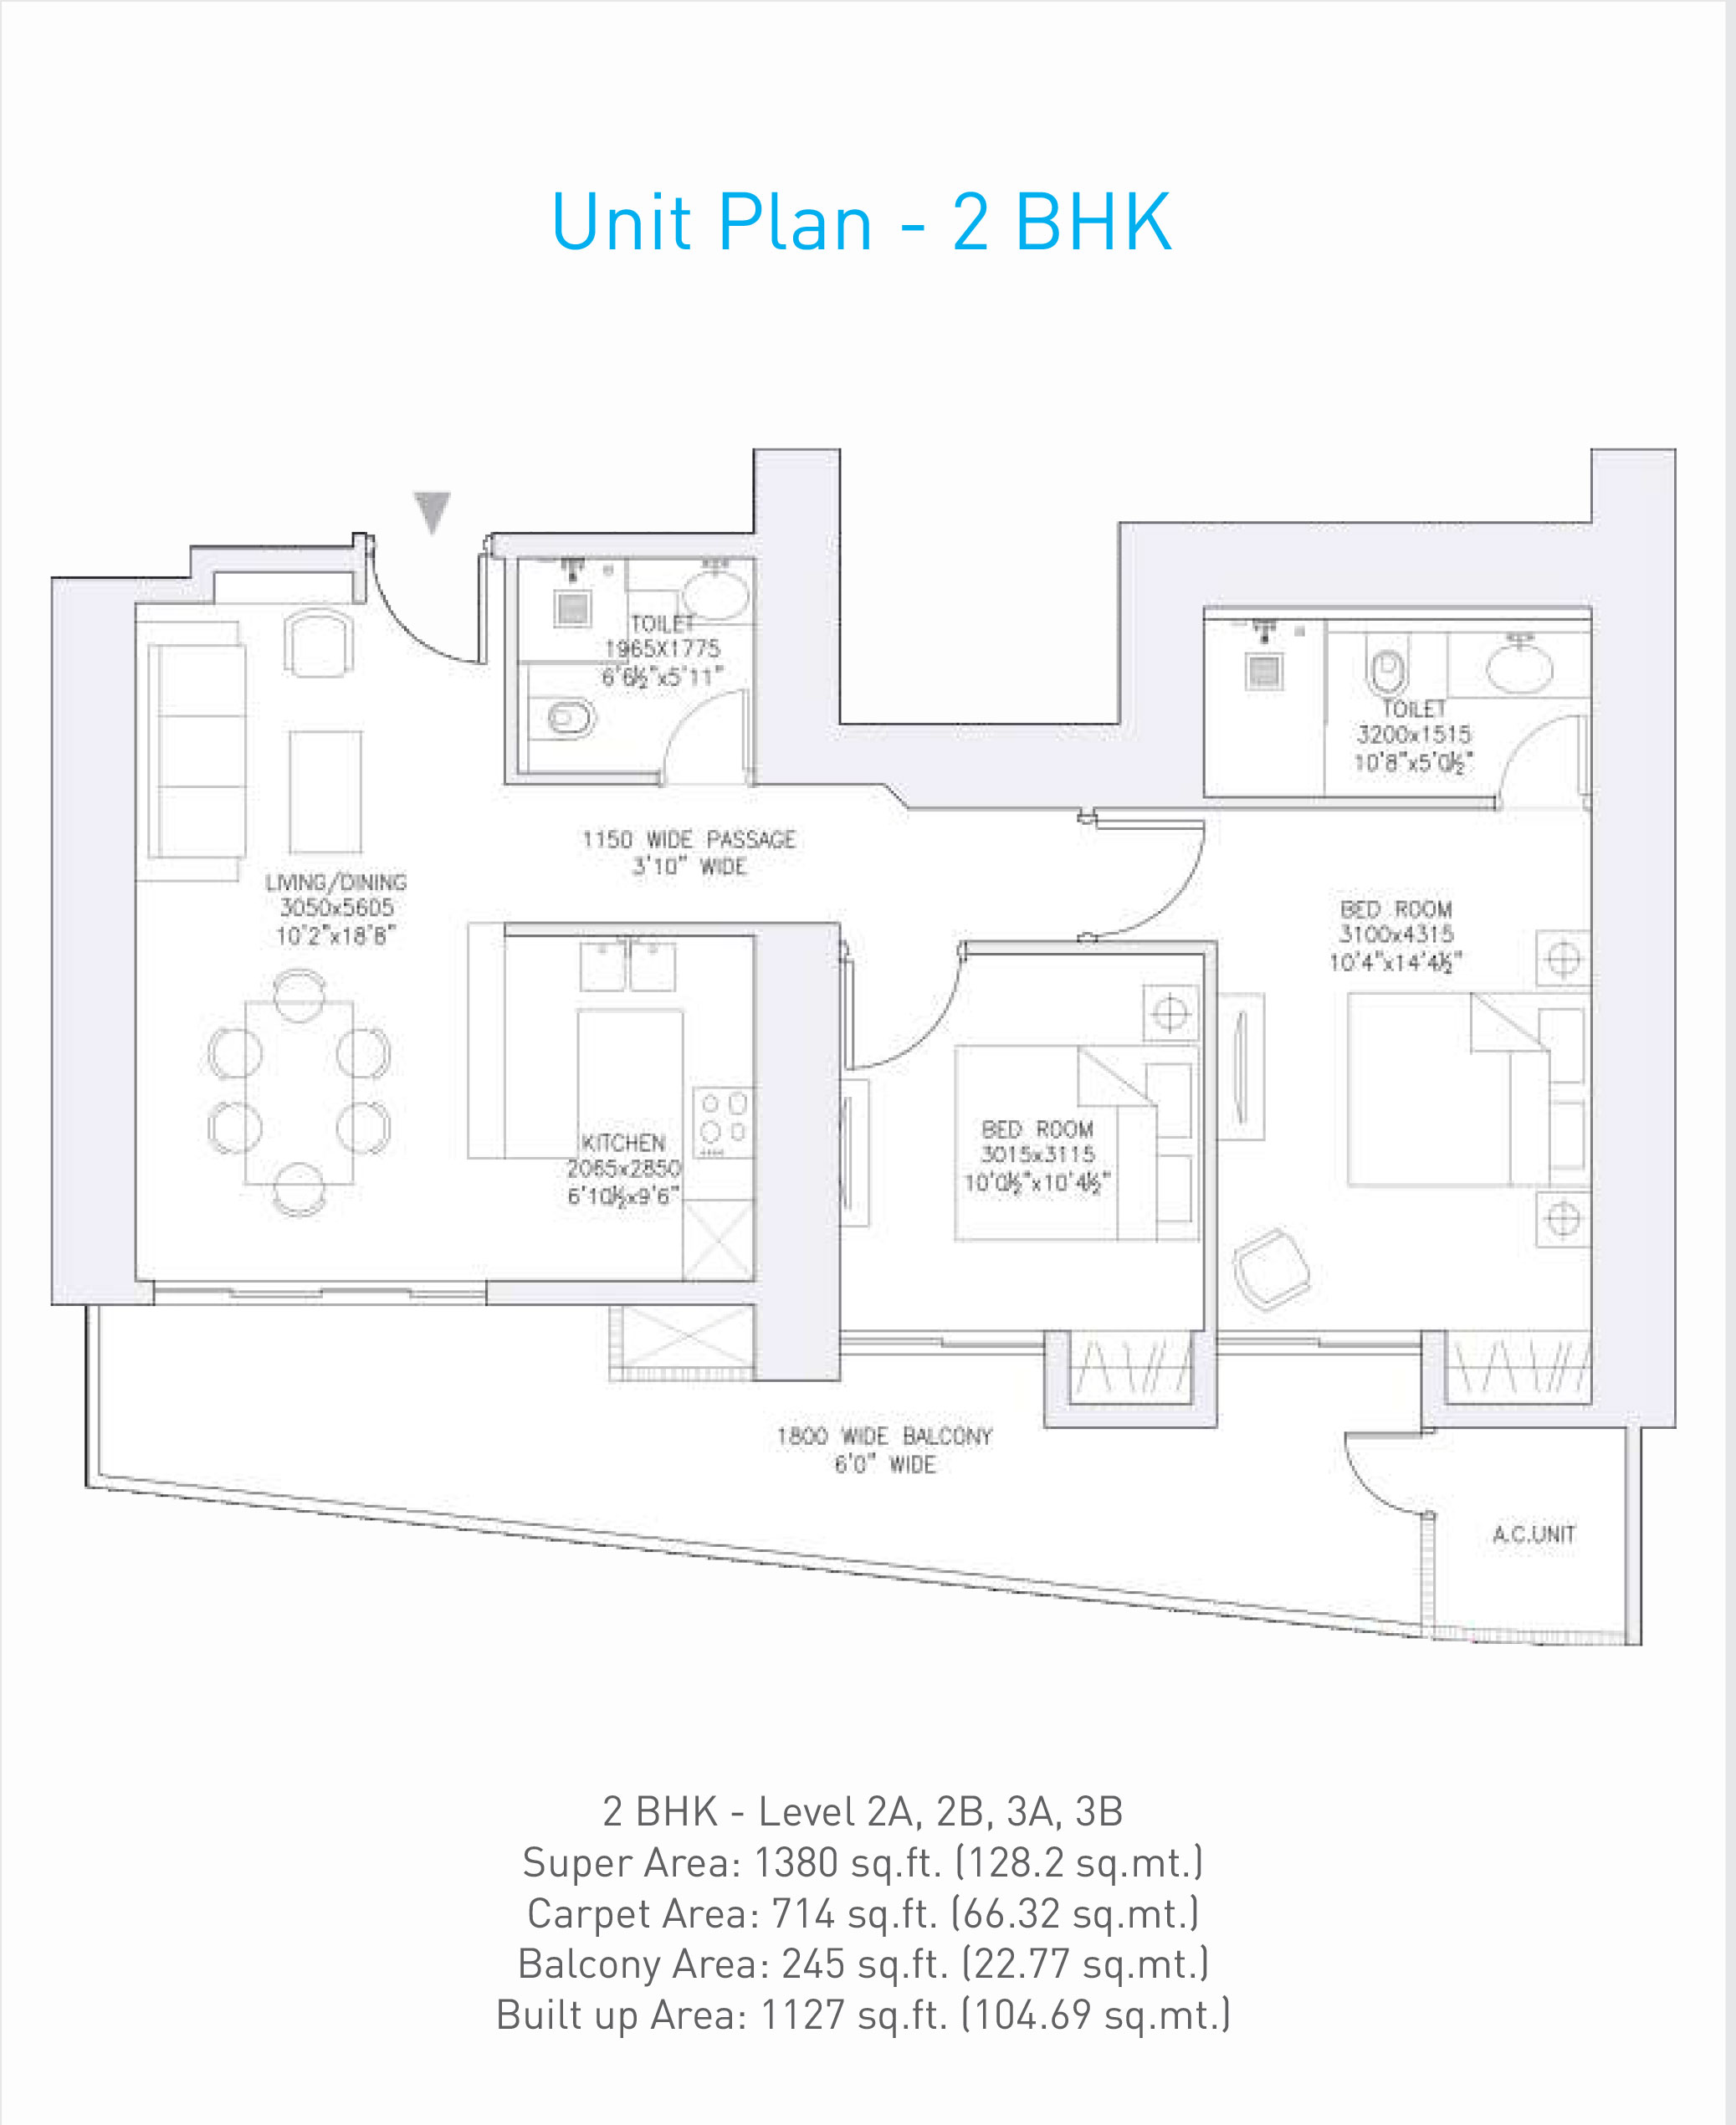 Unit Plan - 2 BHK
TOILET
1965X1775
6'6½"x5'11"
TOILET
3200x1515
10'8"x5'0½"
1150 WIDE PASSAGE
3'10" WIDE
LIVING/DINING
3050x5605
10'2"x18'8"
BED ROOM
3100x4315
10'4"x14'4½"
KITCHEN
2065x2850
6'10½x9'6"
BED ROOM
3015x3115
10'0½"x10'4½"
1800 WIDE BALCONY
6'0" WIDE
A.C.UNIT
2 BHK - Level 2A, 2B, 3A, 3B
Super Area: 1380 sq.ft. (128.2 sq.mt.)
Carpet Area: 714 sq.ft. (66.32 sq.mt.)
Balcony Area: 245 sq.ft. (22.77 sq.mt.)
Built up Area: 1127 sq.ft. (104.69 sq.mt.)